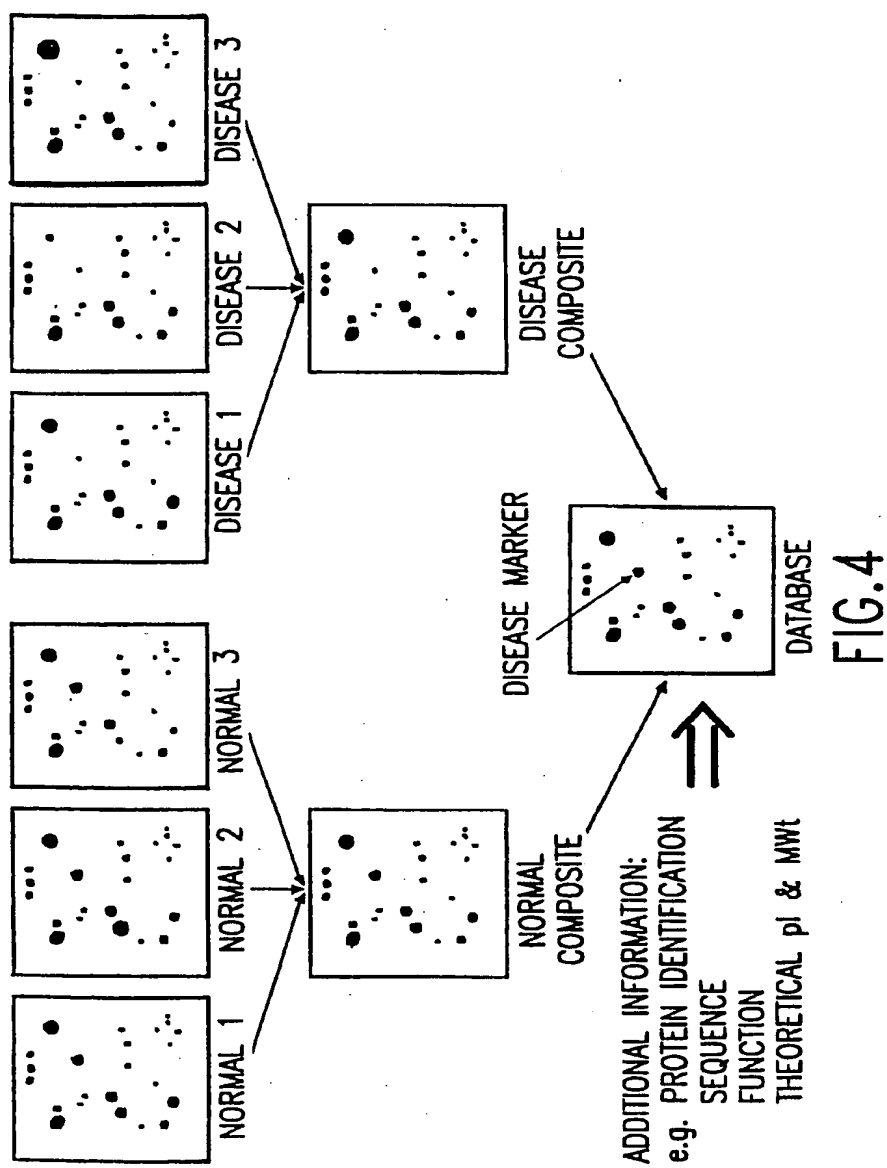 NORMAL 1
NORMAL 2
NORMAL 3
DISEASE 1
DISEASE 2
DISEASE 3
NORMAL
COMPOSITE
DISEASE
COMPOSITE
DISEASE MARKER
ADDITIONAL INFORMATION:
e.g. PROTEIN IDENTIFICATION
SEQUENCE
FUNCTION
THEORETICAL pI & MWt
DATABASE
FIG.4